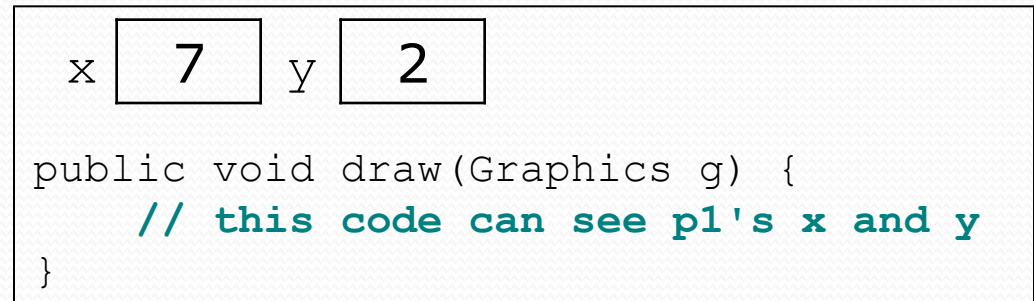 x 7 y 2
public void draw(Graphics g) {
// this code can see p1's x and y
}